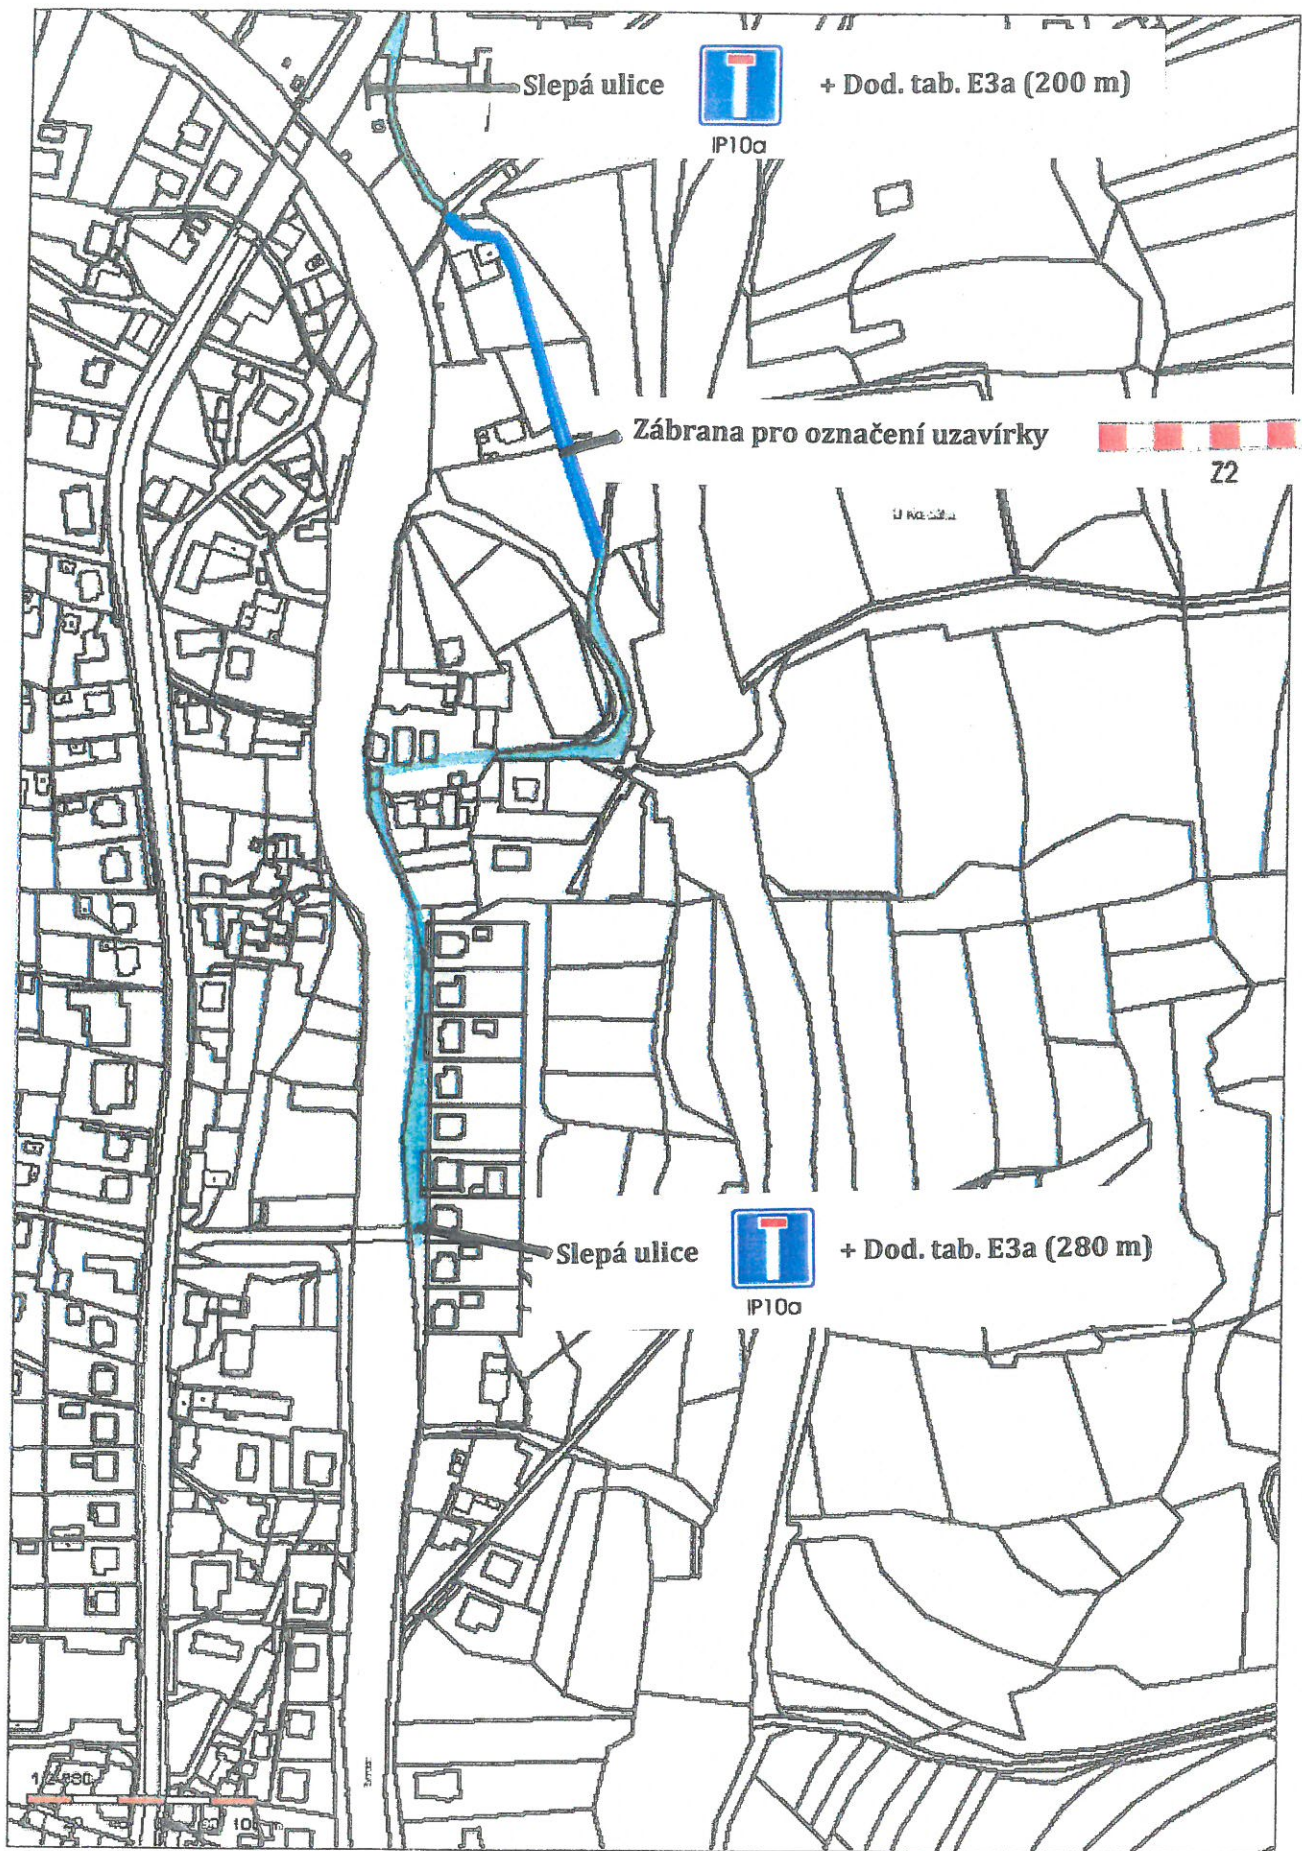 Slepá ulice
+ Dod. tab. E3a (200 m)
IP10a
Zábrana pro označení uzavírky
Z2
Slepá ulice
+ Dod. tab. E3a (280 m)
IP10a